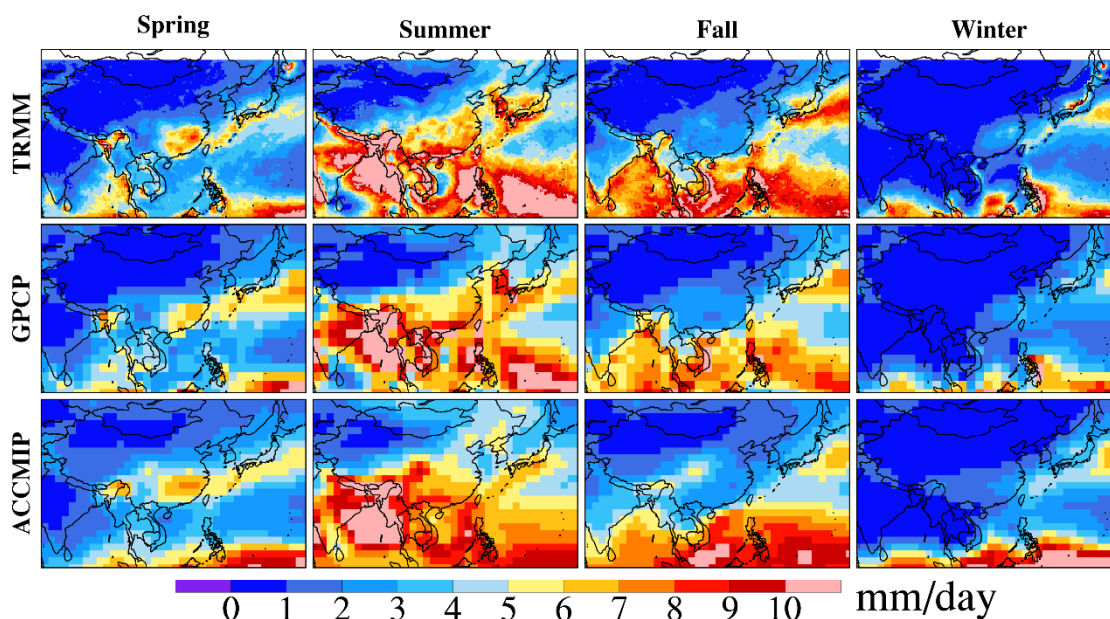 Spring Summer Fall Winter
TRMM
GPCP
ACCMIP
0 1 2 3 4 5 6 7 8 9 10 mm/day